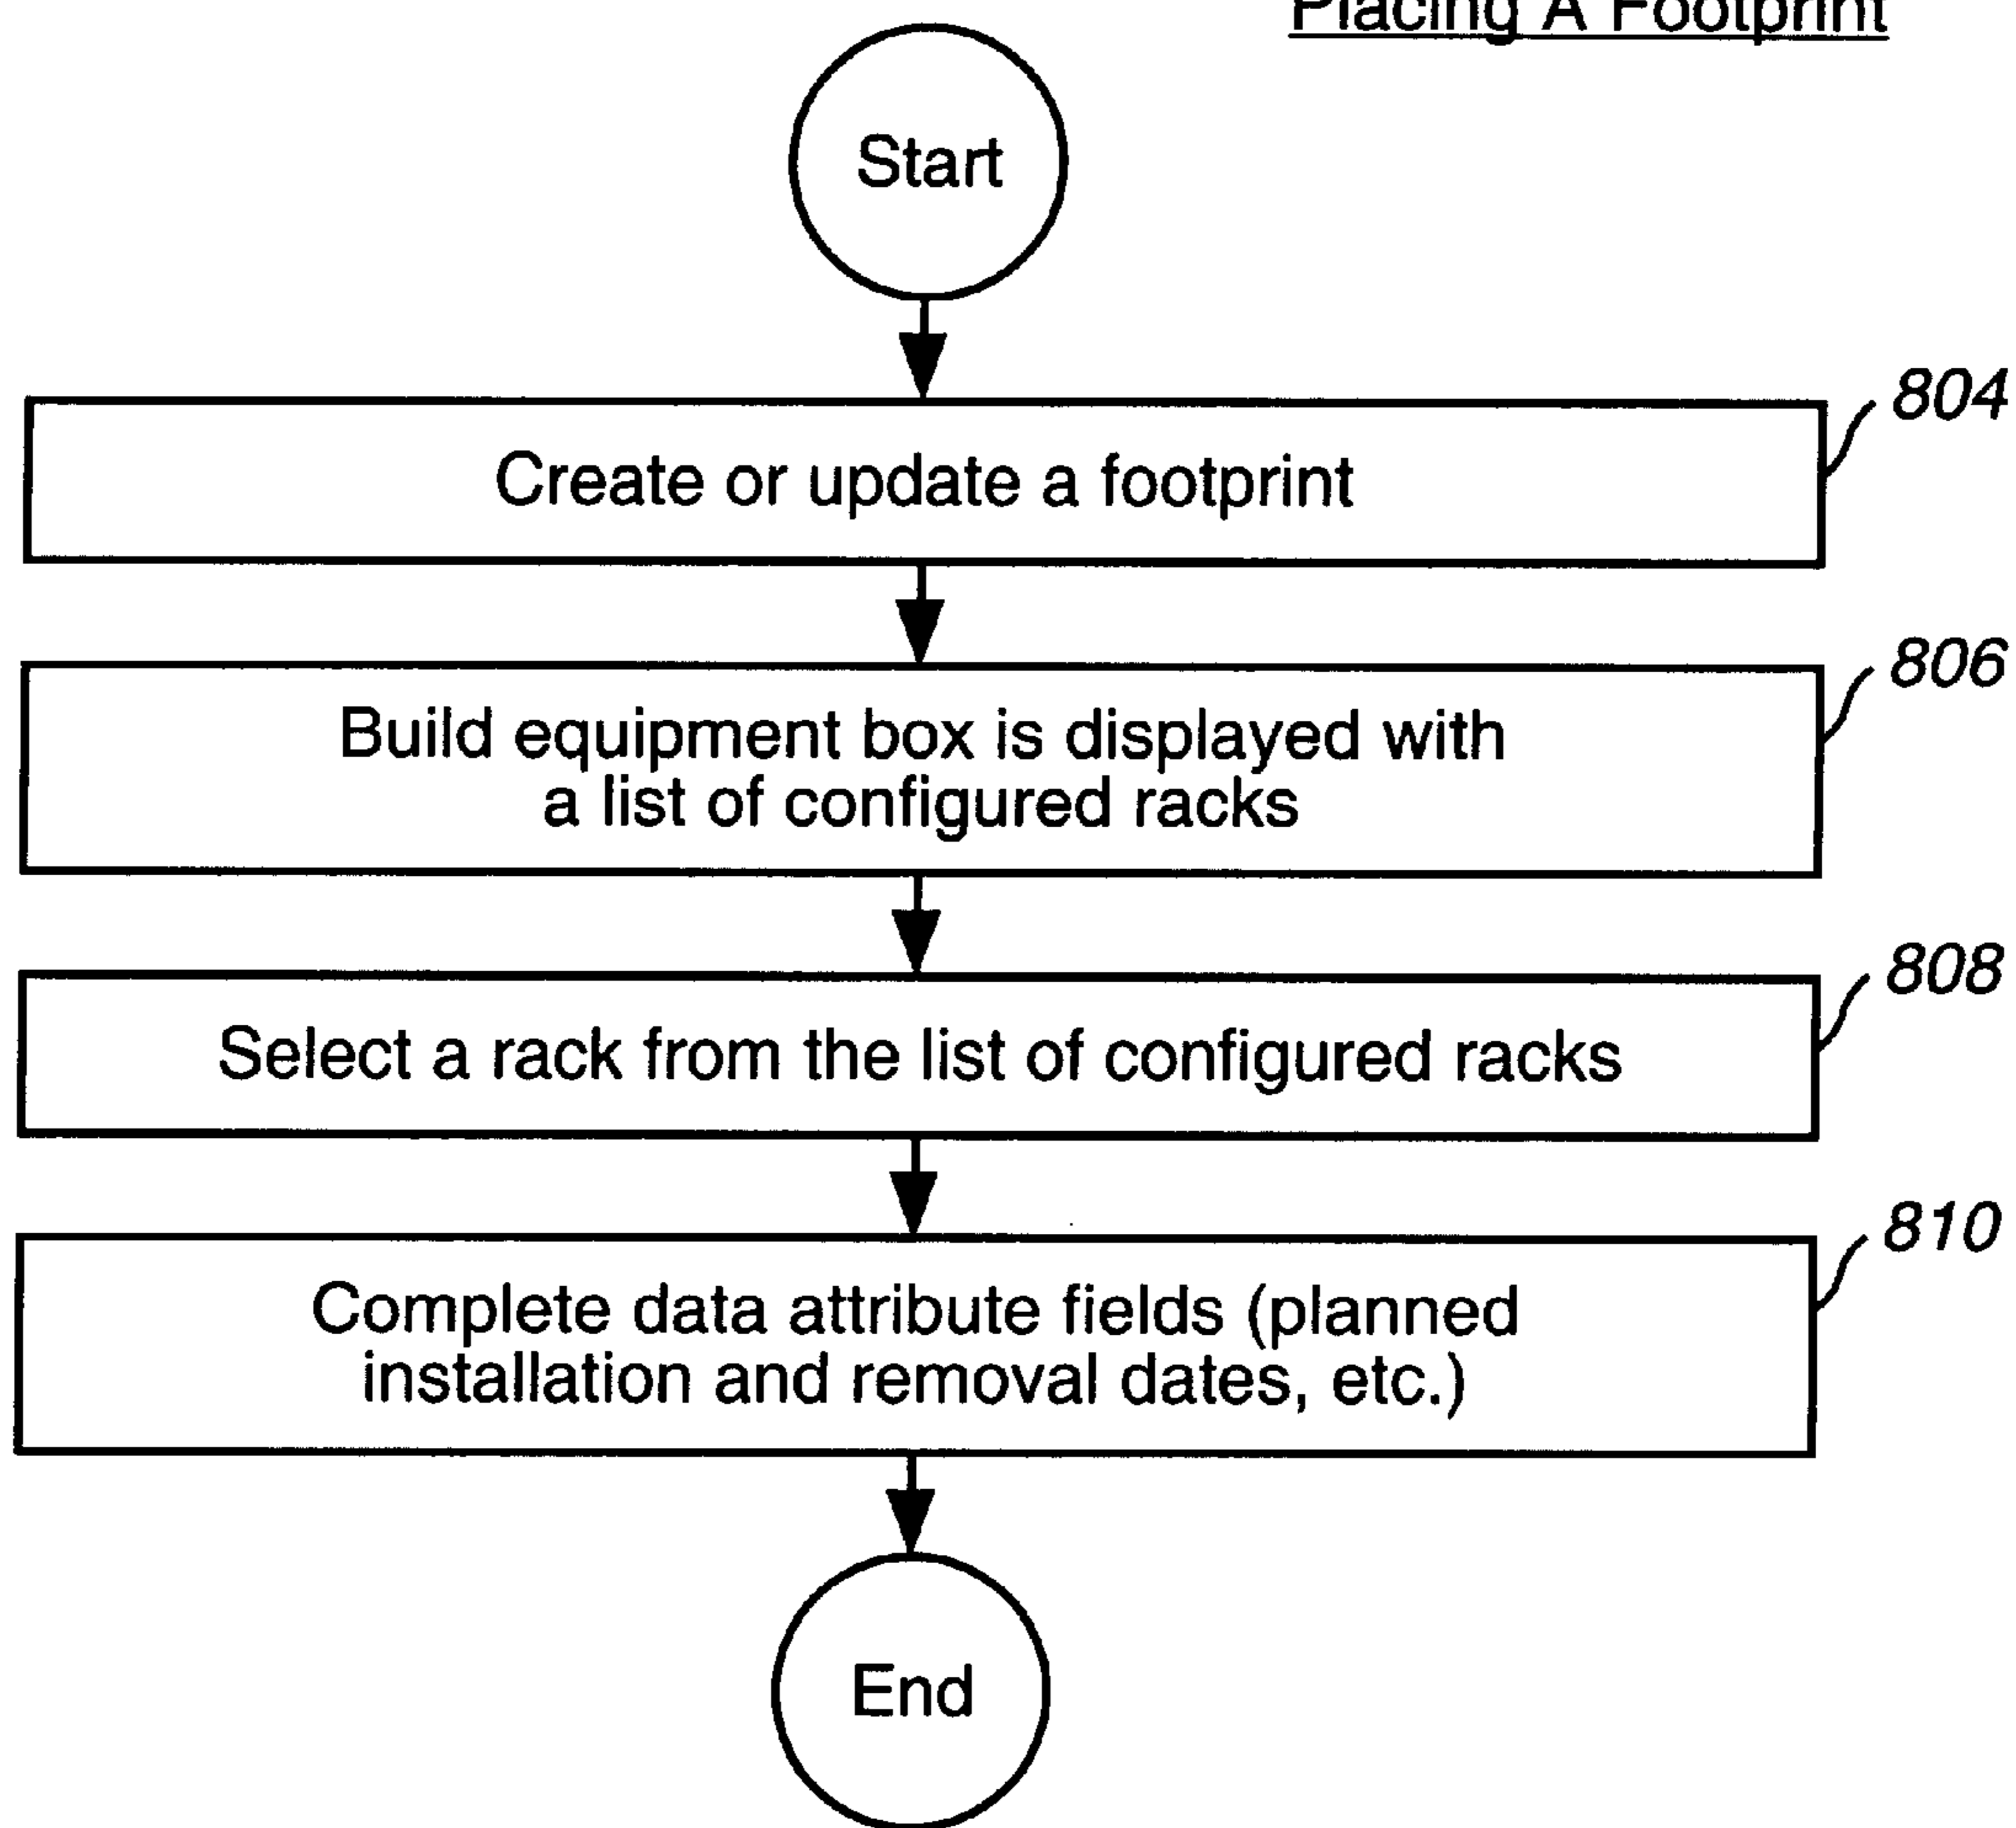 Placing A Footprint
Start
804
Create or update a footprint
806
Build equipment box is displayed with
a list of configured racks
808
Select a rack from the list of configured racks
810
Complete data attribute fields (planned
installation and removal dates, etc.)
End